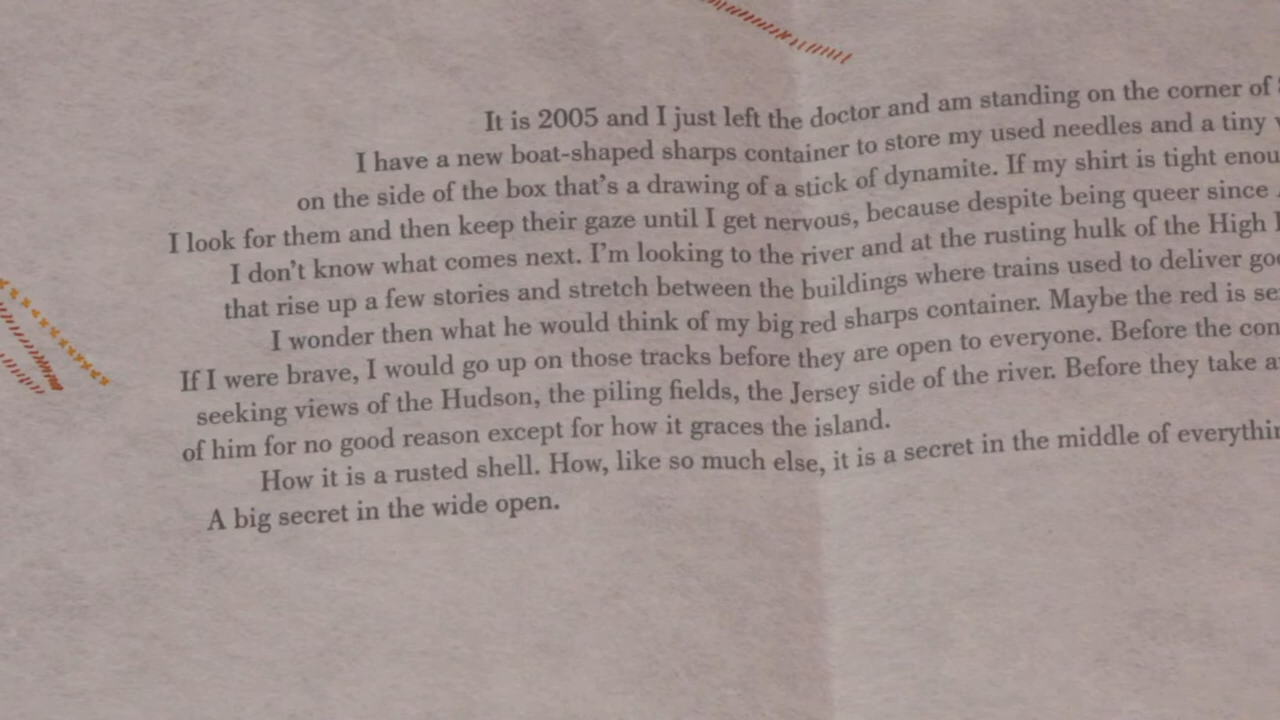 It is 2005 and I just left the doctor and am standing on the corner of
I have a new boat-shaped sharps container to store my used needles and a tiny
on the side of the box that's a drawing of a stick of dynamite. If my shirt is tight enou
I look for them and then keep their gaze until I get nervous, because despite being queer since
I don't know what comes next. I'm looking to the river and at the rusting hulk of the High
that rise up a few stories and stretch between the buildings where trains used to deliver go
I wonder then what he would think of my big red sharps container. Maybe the red is se
If I were brave, I would go up on those tracks before they are open to everyone. Before the con
seeking views of the Hudson, the piling fields, the Jersey side of the river. Before they take a
of him for no good reason except for how it graces the island.
How it is a rusted shell. How, like so much else, it is a secret in the middle of everythin
A big secret in the wide open.